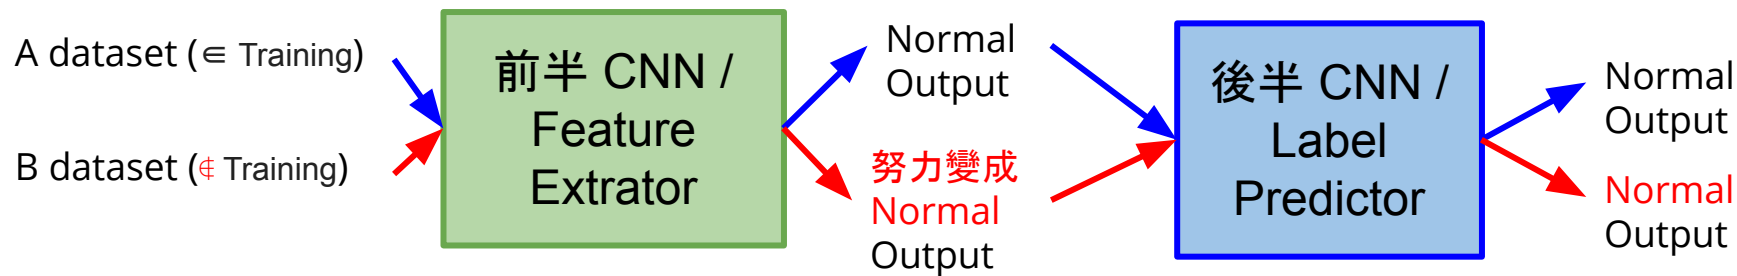 A dataset (∈ Training)
B dataset (∉ Training)
前半 CNN /
Feature
Extrator
Normal
Output
努力變成
Normal
Output
後半 CNN /
Label
Predictor
Normal
Output
Normal
Output